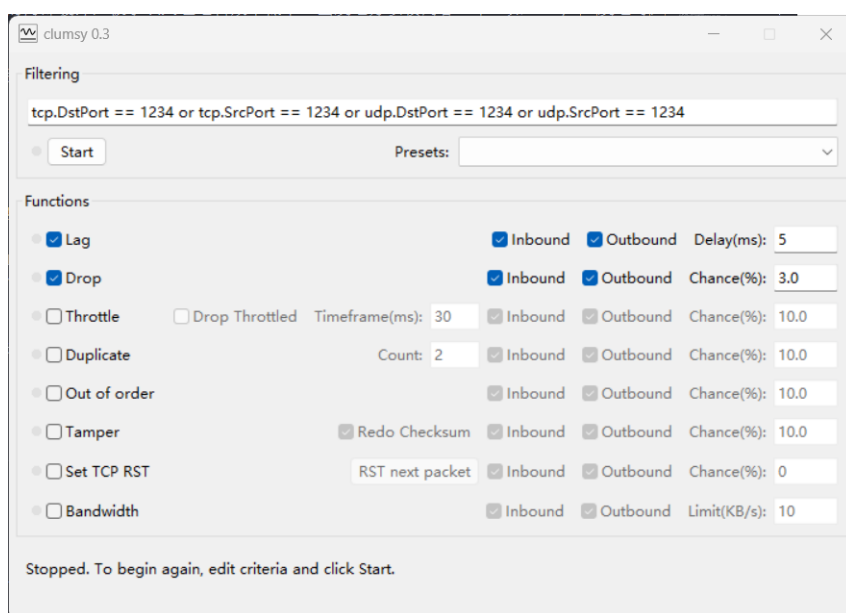 clumsy 0.3
Filtering
tcp.DstPort == 1234 or tcp.SrcPort == 1234 or udp.DstPort == 1234 or udp.SrcPort == 1234
Start Presets:
Functions
Lag Inbound Outbound Delay(ms): 5
Drop Inbound Outbound Chance(%): 3.0
Throttle Drop Throttled Timeframe(ms): 30 Inbound Outbound Chance(%): 10.0
Duplicate Count: 2 Inbound Outbound Chance(%): 10.0
Out of order Inbound Outbound Chance(%): 10.0
Tamper Redo Checksum Inbound Outbound Chance(%): 10.0
Set TCP RST RST next packet Inbound Outbound Chance(%): 0
Bandwidth Inbound Outbound Limit(KB/s): 10
Stopped. To begin again, edit criteria and click Start.